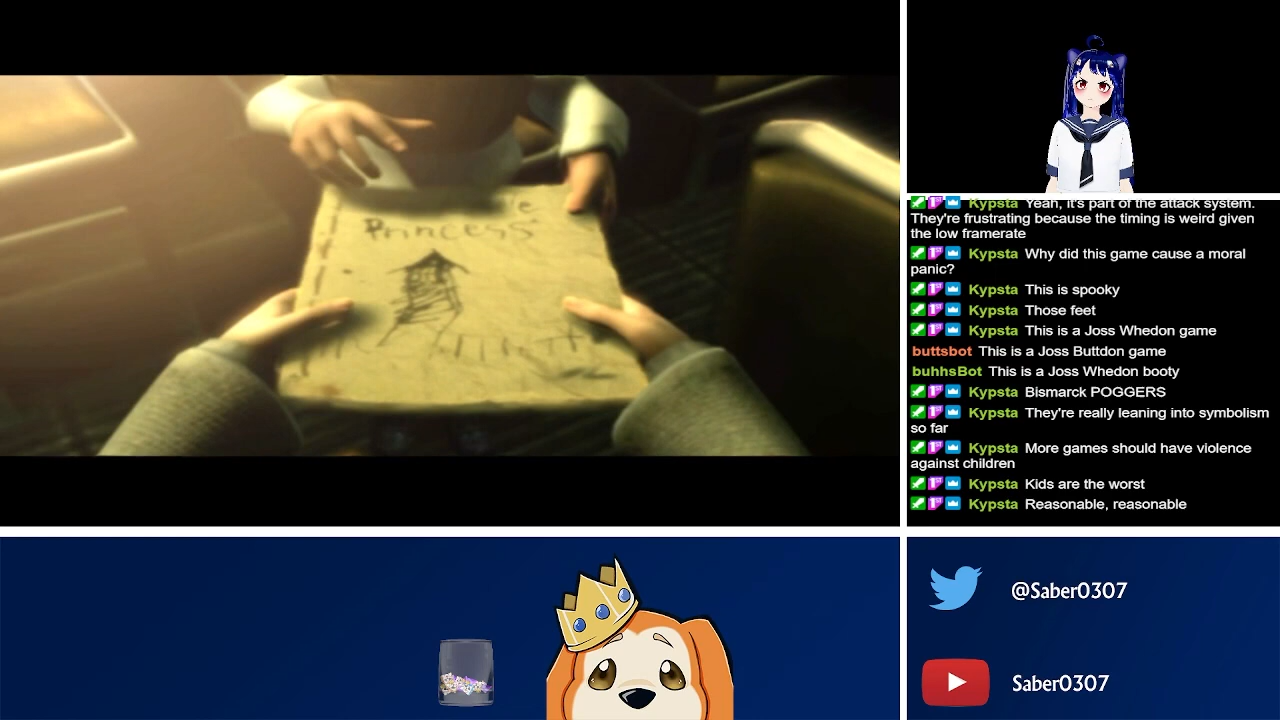 Princess
Kypsta Yeah, it's part of the attack system.
They're frustrating because the timing is weird given
the low framerate
Kypsta Why did this game cause a moral
panic?
Kypsta This is spooky
Kypsta Those feet
Kypsta This is a Joss Whedon game
buttsbot This is a Joss Buttdon game
buhhsBot This is a Joss Whedon booty
Kypsta Bismarck POGGERS
Kypsta They're really leaning into symbolism
so far
Kypsta More games should have violence
against children
Kypsta Kids are the worst
Kypsta Reasonable, reasonable
@Saber0307
Saber0307